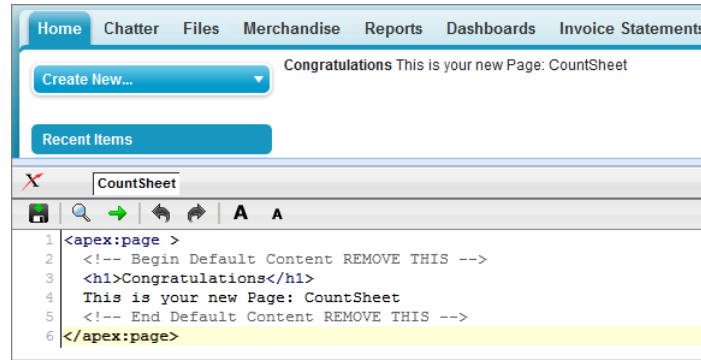 Home Chatter Files Merchandise Reports Dashboards Invoice Statements
Create New...
Congratulations This is your new Page: CountSheet
Recent Items
CountSheet
A A
1 <apex:page >
2 <!-- Begin Default Content REMOVE THIS -->
3 <h1>Congratulations</h1>
4 This is your new Page: CountSheet
5 <!-- End Default Content REMOVE THIS -->
6 </apex:page>